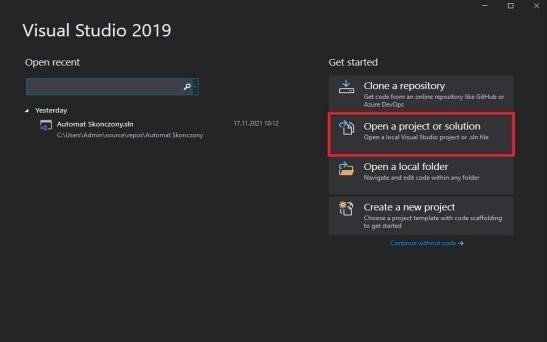 Visual Studio 2019
Open recent
Yesterday
Automat Skonczony.sln
17.11.2021 10:12
C:\Users\Admin\source\repos\Automat Skonczony
Get started
Clone a repository
Get code from an online repository like GitHub or
Azure DevOps
Open a project or solution
Open a local Visual Studio project or .sln file
Open a local folder
Navigate and edit code within any folder
Create a new project
Choose a project template with code scaffolding
to get started
Continue without code →